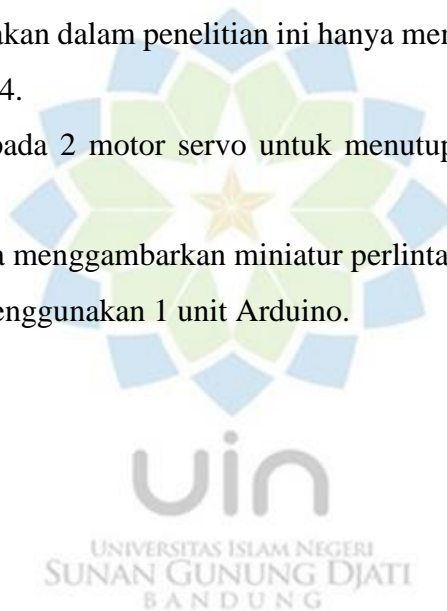 akan dalam penelitian ini hanya men
4.
pada 2 motor servo untuk menutup
a menggambarkan miniatur perlinta
enggunakan 1 unit Arduino.
uin
UNIVERSITAS ISLAM NEGERI
SUNAN GUNUNG DJATI
BANDUNG